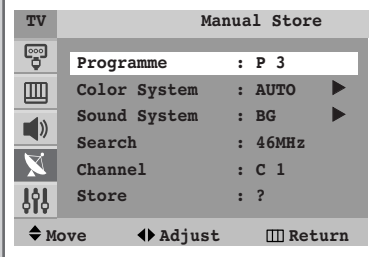 TV Manual Store
Programme : P 3
Color System : AUTO
Sound System : BG
Search : 46MHz
Channel : C 1
Store : ?
Move Adjust Return